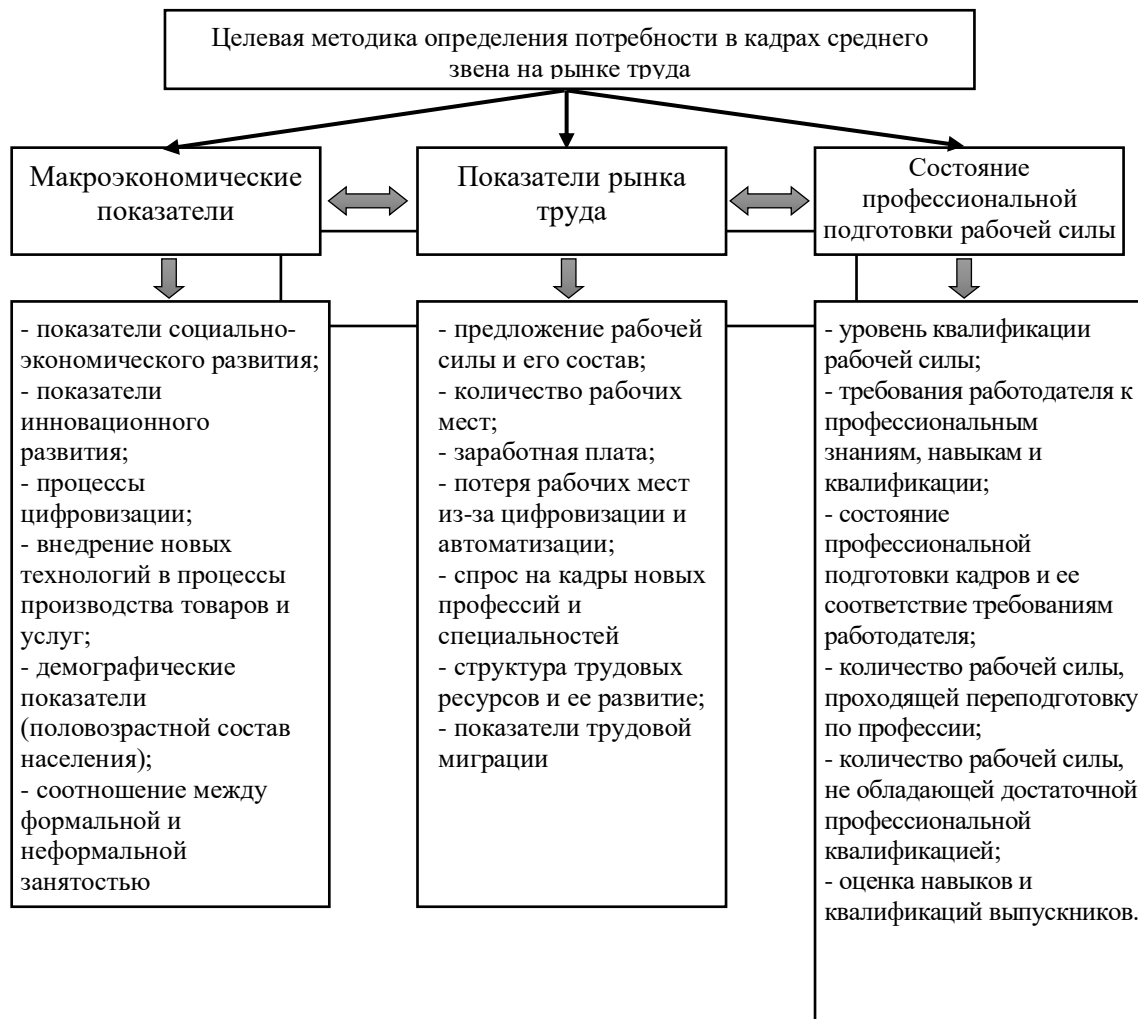 Целевая методика определения потребности в кадрах среднего
звена на рынке труда
Макроэкономические
показатели
Показатели рынка
труда
Состояние
профессиональной
подготовки рабочей силы
- показатели социально-
экономического развития;
- показатели
инновационного
развития;
- процессы
цифровизации;
- внедрение новых
технологий в процессы
производства товаров и
услуг;
- демографические
показатели
(половозрастной состав
населения);
- соотношение между
формальной и
неформальной
занятостью
- предложение рабочей
силы и его состав;
- количество рабочих
мест;
- заработная плата;
- потеря рабочих мест
из-за цифровизации и
автоматизации;
- спрос на кадры новых
профессий и
специальностей
- структура трудовых
ресурсов и ее развитие;
- показатели трудовой
миграции
- уровень квалификации
рабочей силы;
- требования работодателя к
профессиональным
знаниям, навыкам и
квалификации;
- состояние
профессиональной
подготовки кадров и ее
соответствие требованиям
работодателя;
- количество рабочей силы,
проходящей переподготовку
по профессии;
- количество рабочей силы,
не обладающей достаточной
профессиональной
квалификацией;
- оценка навыков и
квалификаций выпускников.